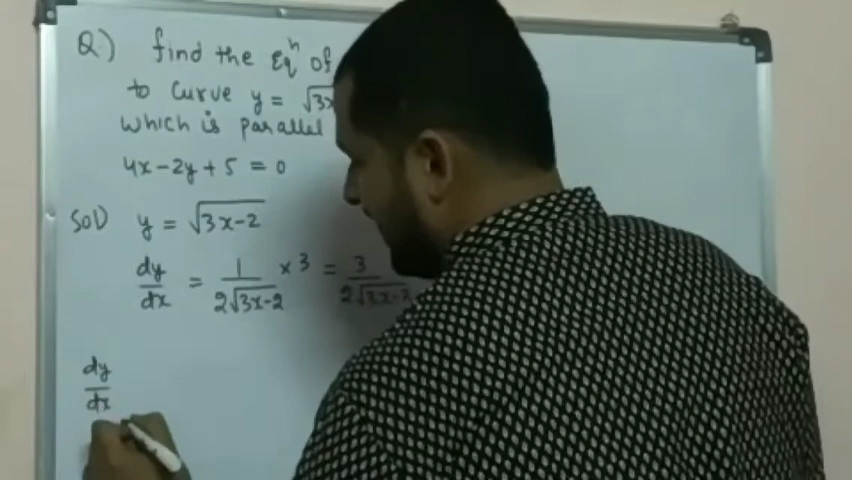 Q.) find the Eqⁿ of
to curve y = √3x
which is parallel
4x-2y+5 = 0
Sol) y = √3x-2
dy/dx = 1/2√3x-2 × 3 = 3/2√3x-2
dy/dx